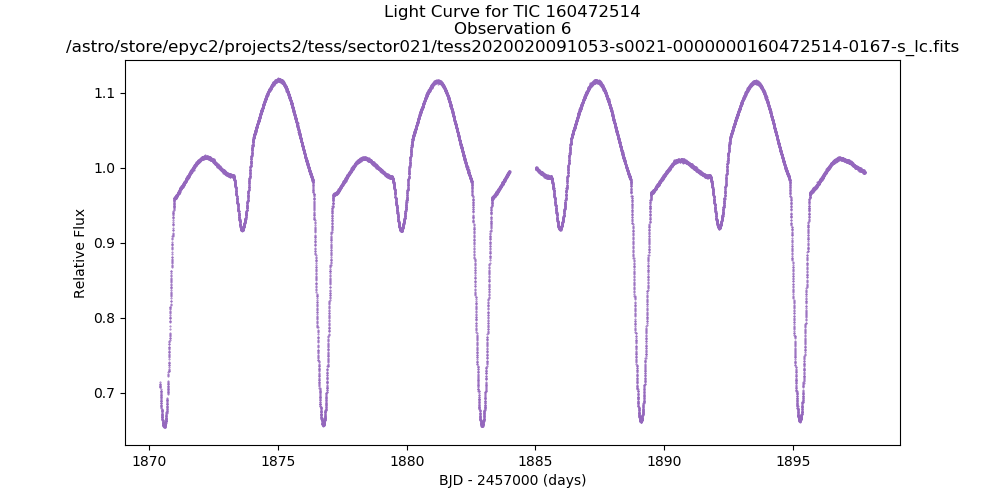 Light Curve for TIC 160472514
Observation 6
/astro/store/epyc2/projects2/tess/sector021/tess2020020091053-s0021-0000000160472514-0167-s_lc.fits
1.1
1.0
0.9
0.8
0.7
Relative Flux
1870
1875
1880
1885
1890
1895
BJD - 2457000 (days)